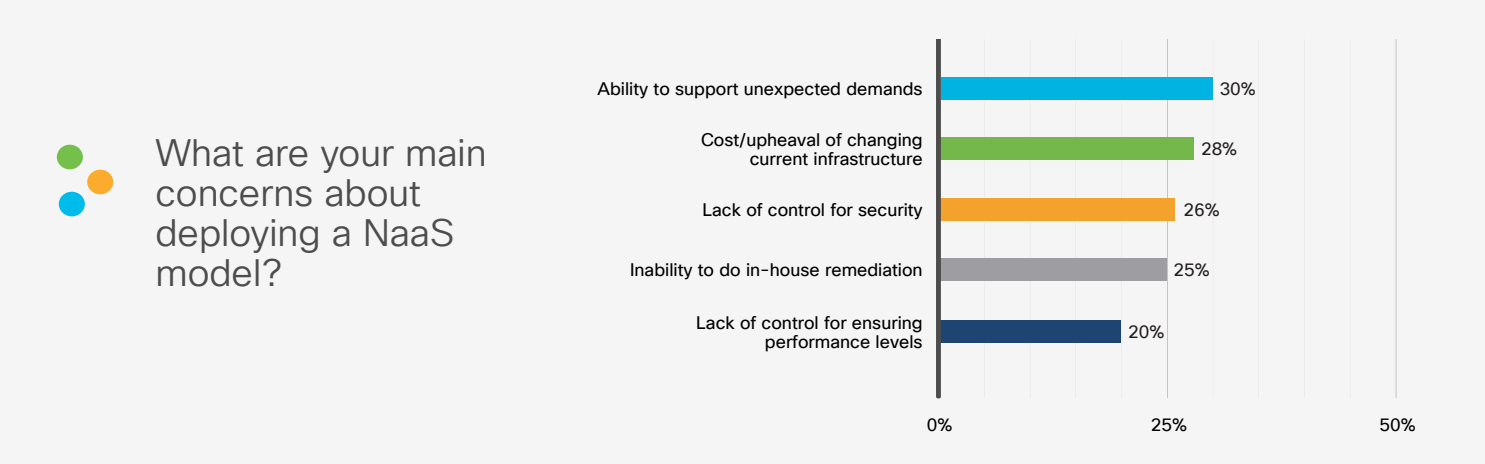 What are your main
concerns about
deploying a NaaS
model?
Ability to support unexpected demands
30%
Cost/upheaval of changing
current infrastructure
28%
Lack of control for security
26%
Inability to do in-house remediation
25%
Lack of control for ensuring
performance levels
20%
0%
25%
50%